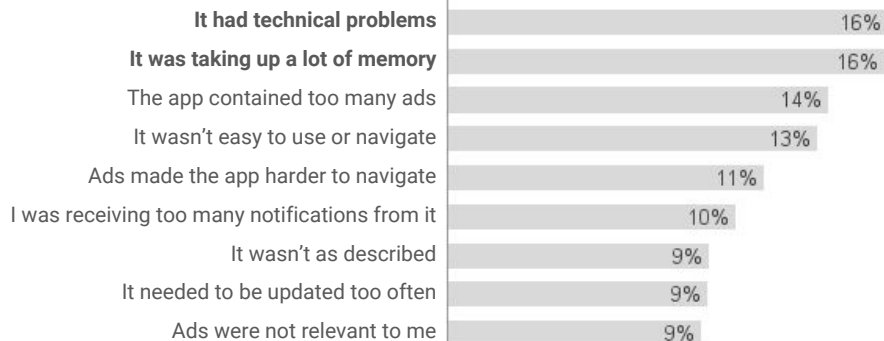 It had technical problems 16%
It was taking up a lot of memory 16%
The app contained too many ads 14%
It wasn’t easy to use or navigate 13%
Ads made the app harder to navigate 11%
I was receiving too many notifications from it 10%
It wasn’t as described 9%
It needed to be updated too often 9%
Ads were not relevant to me 9%